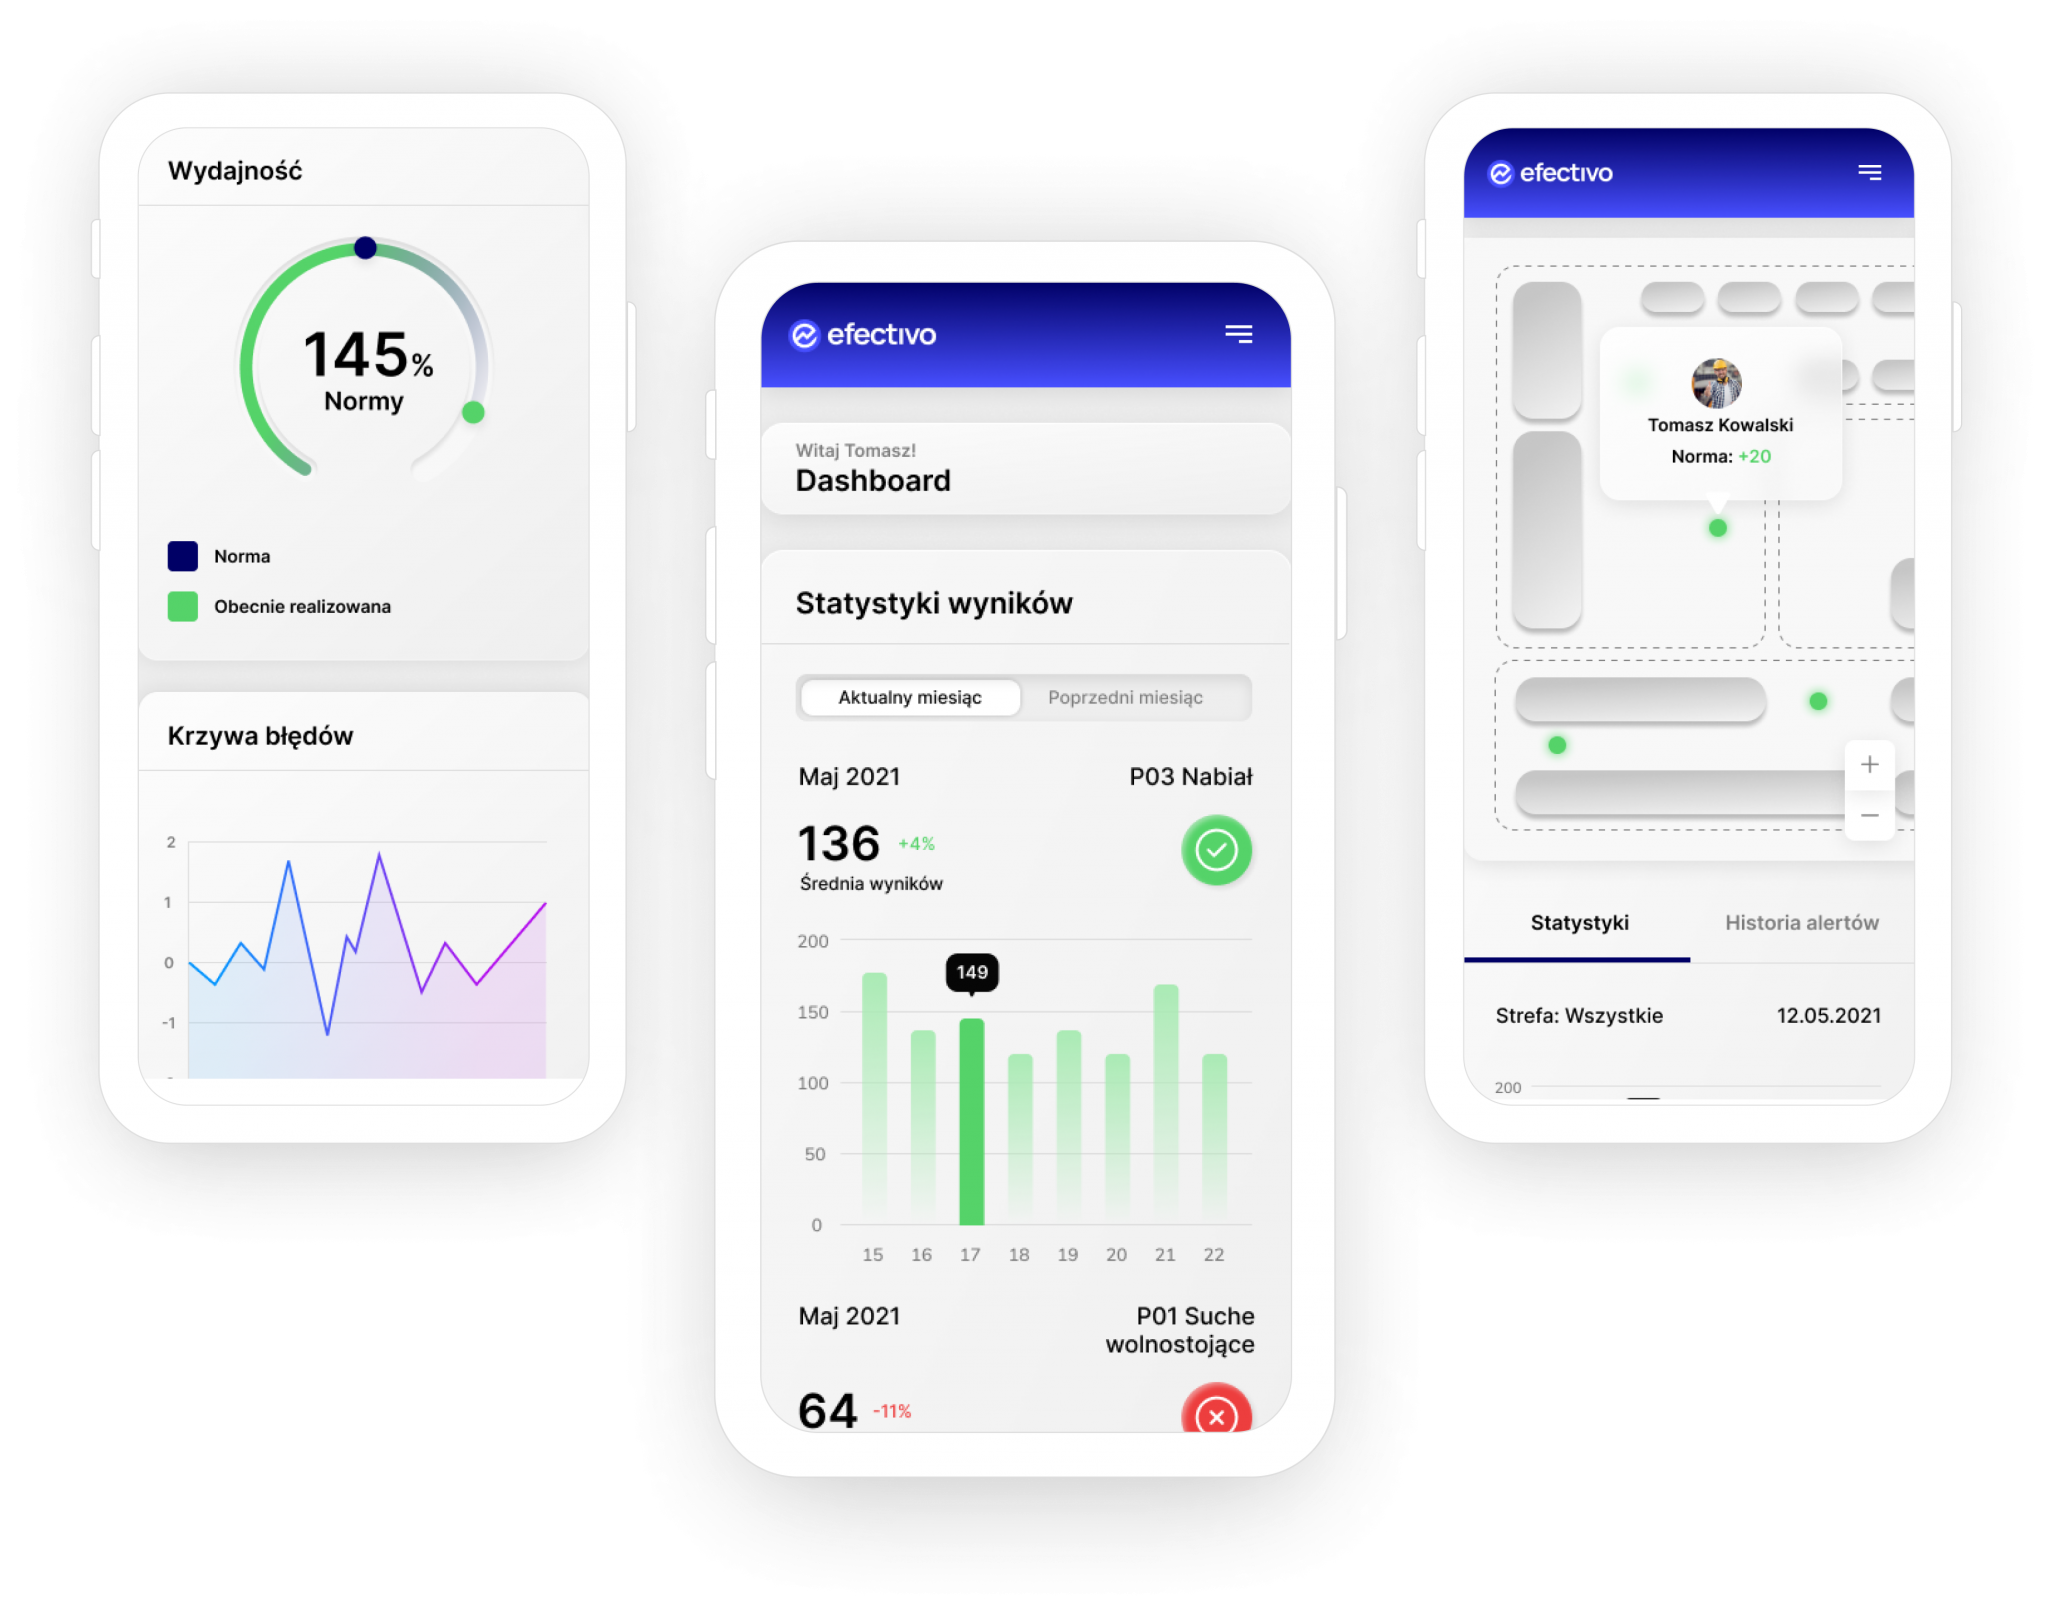 Wydajność
145%
Normy
Norma
Obecnie realizowana
Krzywa błędów
2
1
0
-1
efectivo
Witaj Tomasz!
Dashboard
Statystyki wyników
Aktualny miesiąc Poprzedni miesiąc
Maj 2021 P03 Nabiał
136 +4%
Średnia wyników
200
149
150
100
50
0
15 16 17 18 19 20 21 22
Maj 2021 P01 Suche
wolnostojące
64 -11%
efectivo
Tomasz Kowalski
Norma: +20
+
−
Statystyki Historia alertów
Strefa: Wszystkie 12.05.2021
200